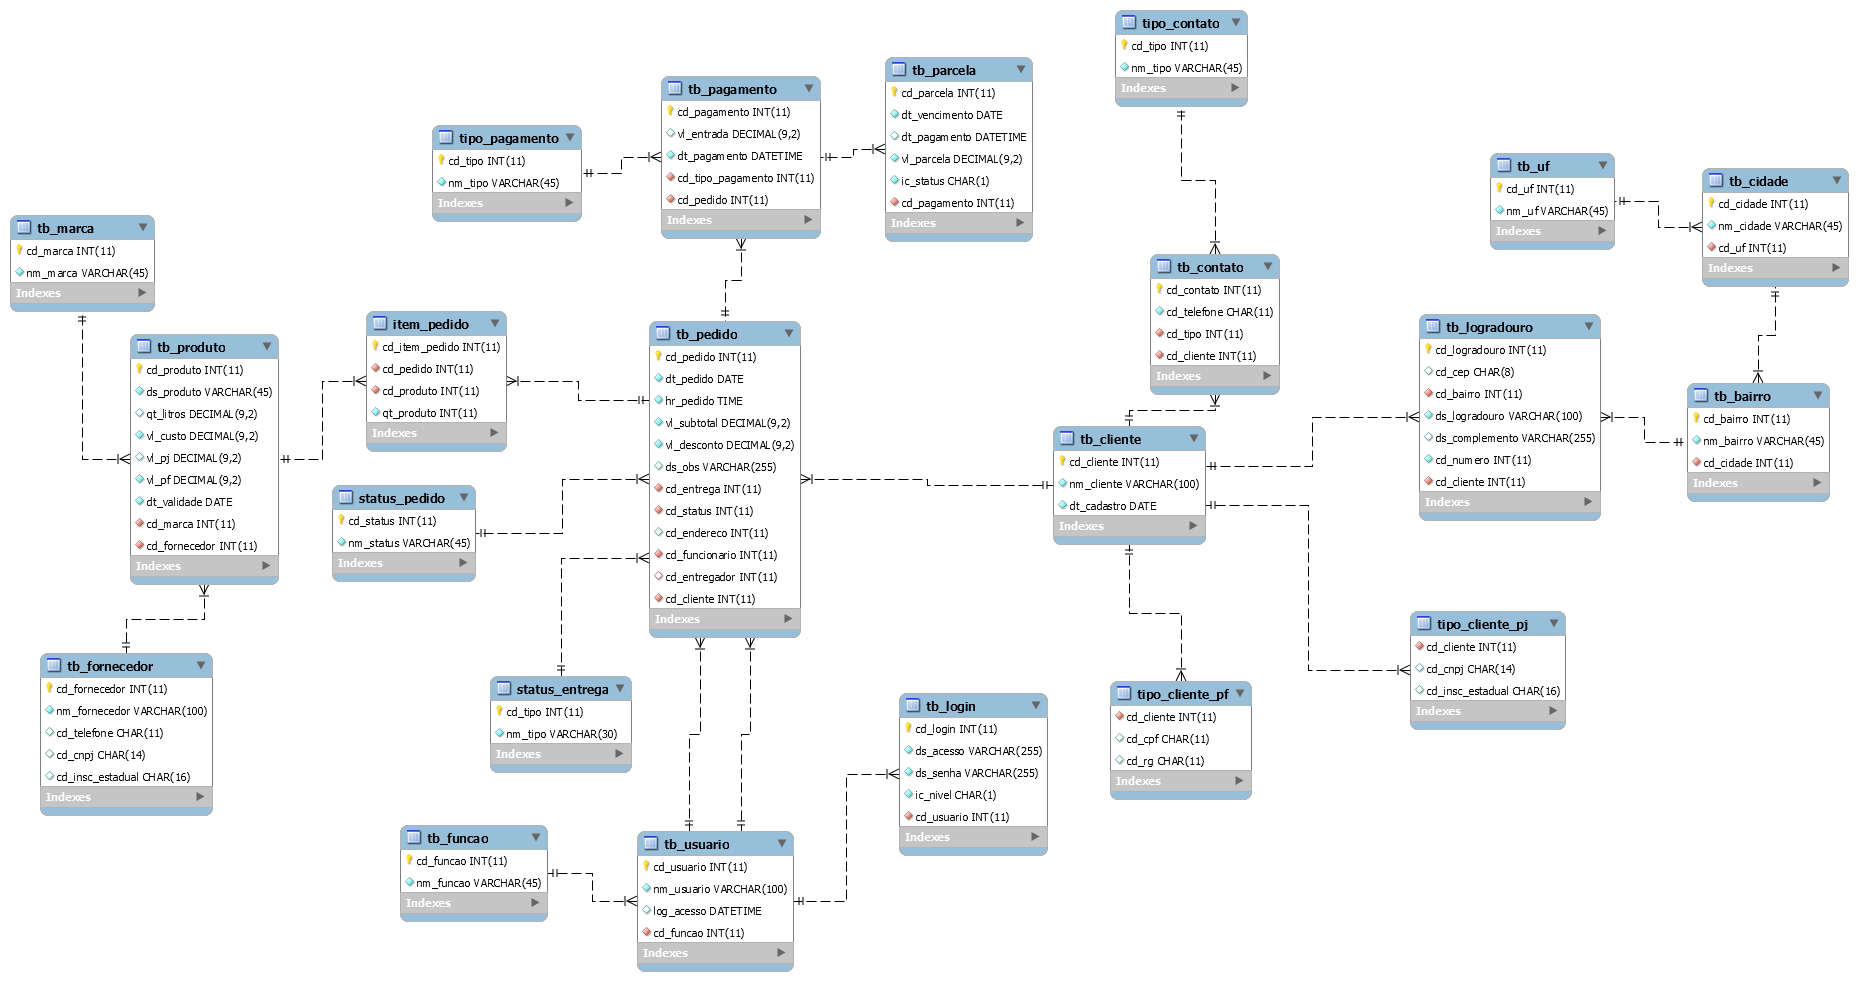 tipo_contato
cd_tipo INT(11)
nm_tipo VARCHAR(45)
Indexes
tb_parcela
cd_parcela INT(11)
dt_vencimento DATE
dt_pagamento DATETIME
vl_parcela DECIMAL(9,2)
ic_status CHAR(1)
cd_pagamento INT(11)
Indexes
tb_pagamento
cd_pagamento INT(11)
vl_entrada DECIMAL(9,2)
dt_pagamento DATETIME
cd_tipo_pagamento INT(11)
cd_pedido INT(11)
Indexes
tipo_pagamento
cd_tipo INT(11)
nm_tipo VARCHAR(45)
Indexes
tb_uf
cd_uf INT(11)
nm_uf VARCHAR(45)
Indexes
tb_cidade
cd_cidade INT(11)
nm_cidade VARCHAR(45)
cd_uf INT(11)
Indexes
tb_marca
cd_marca INT(11)
nm_marca VARCHAR(45)
Indexes
tb_contato
cd_contato INT(11)
cd_telefone CHAR(11)
cd_tipo INT(11)
cd_cliente INT(11)
Indexes
item_pedido
cd_item_pedido INT(11)
cd_pedido INT(11)
cd_produto INT(11)
qt_produto INT(11)
Indexes
tb_logradouro
cd_logradouro INT(11)
cd_cep CHAR(8)
cd_bairro INT(11)
ds_logradouro VARCHAR(100)
ds_complemento VARCHAR(255)
cd_numero INT(11)
cd_cliente INT(11)
Indexes
tb_pedido
cd_pedido INT(11)
dt_pedido DATE
hr_pedido TIME
vl_subtotal DECIMAL(9,2)
vl_desconto DECIMAL(9,2)
ds_obs VARCHAR(255)
cd_entrega INT(11)
cd_status INT(11)
cd_endereco INT(11)
cd_funcionario INT(11)
cd_entregador INT(11)
cd_cliente INT(11)
Indexes
tb_produto
cd_produto INT(11)
ds_produto VARCHAR(45)
qt_litros DECIMAL(9,2)
vl_custo DECIMAL(9,2)
vl_pj DECIMAL(9,2)
vl_pf DECIMAL(9,2)
dt_validade DATE
cd_marca INT(11)
cd_fornecedor INT(11)
Indexes
tb_bairro
cd_bairro INT(11)
nm_bairro VARCHAR(45)
cd_cidade INT(11)
Indexes
tb_cliente
cd_cliente INT(11)
nm_cliente VARCHAR(100)
dt_cadastro DATE
Indexes
status_pedido
cd_status INT(11)
nm_status VARCHAR(45)
Indexes
tipo_cliente_pj
cd_cliente INT(11)
cd_cnpj CHAR(14)
cd_insc_estadual CHAR(16)
Indexes
tb_fornecedor
cd_fornecedor INT(11)
nm_fornecedor VARCHAR(100)
cd_telefone CHAR(11)
cd_cnpj CHAR(14)
cd_insc_estadual CHAR(16)
Indexes
status_entrega
cd_tipo INT(11)
nm_tipo VARCHAR(30)
Indexes
tipo_cliente_pf
cd_cliente INT(11)
cd_cpf CHAR(11)
cd_rg CHAR(11)
Indexes
tb_login
cd_login INT(11)
ds_acesso VARCHAR(255)
ds_senha VARCHAR(255)
ic_nivel CHAR(1)
cd_usuario INT(11)
Indexes
tb_funcao
cd_funcao INT(11)
nm_funcao VARCHAR(45)
Indexes
tb_usuario
cd_usuario INT(11)
nm_usuario VARCHAR(100)
log_acesso DATETIME
cd_funcao INT(11)
Indexes